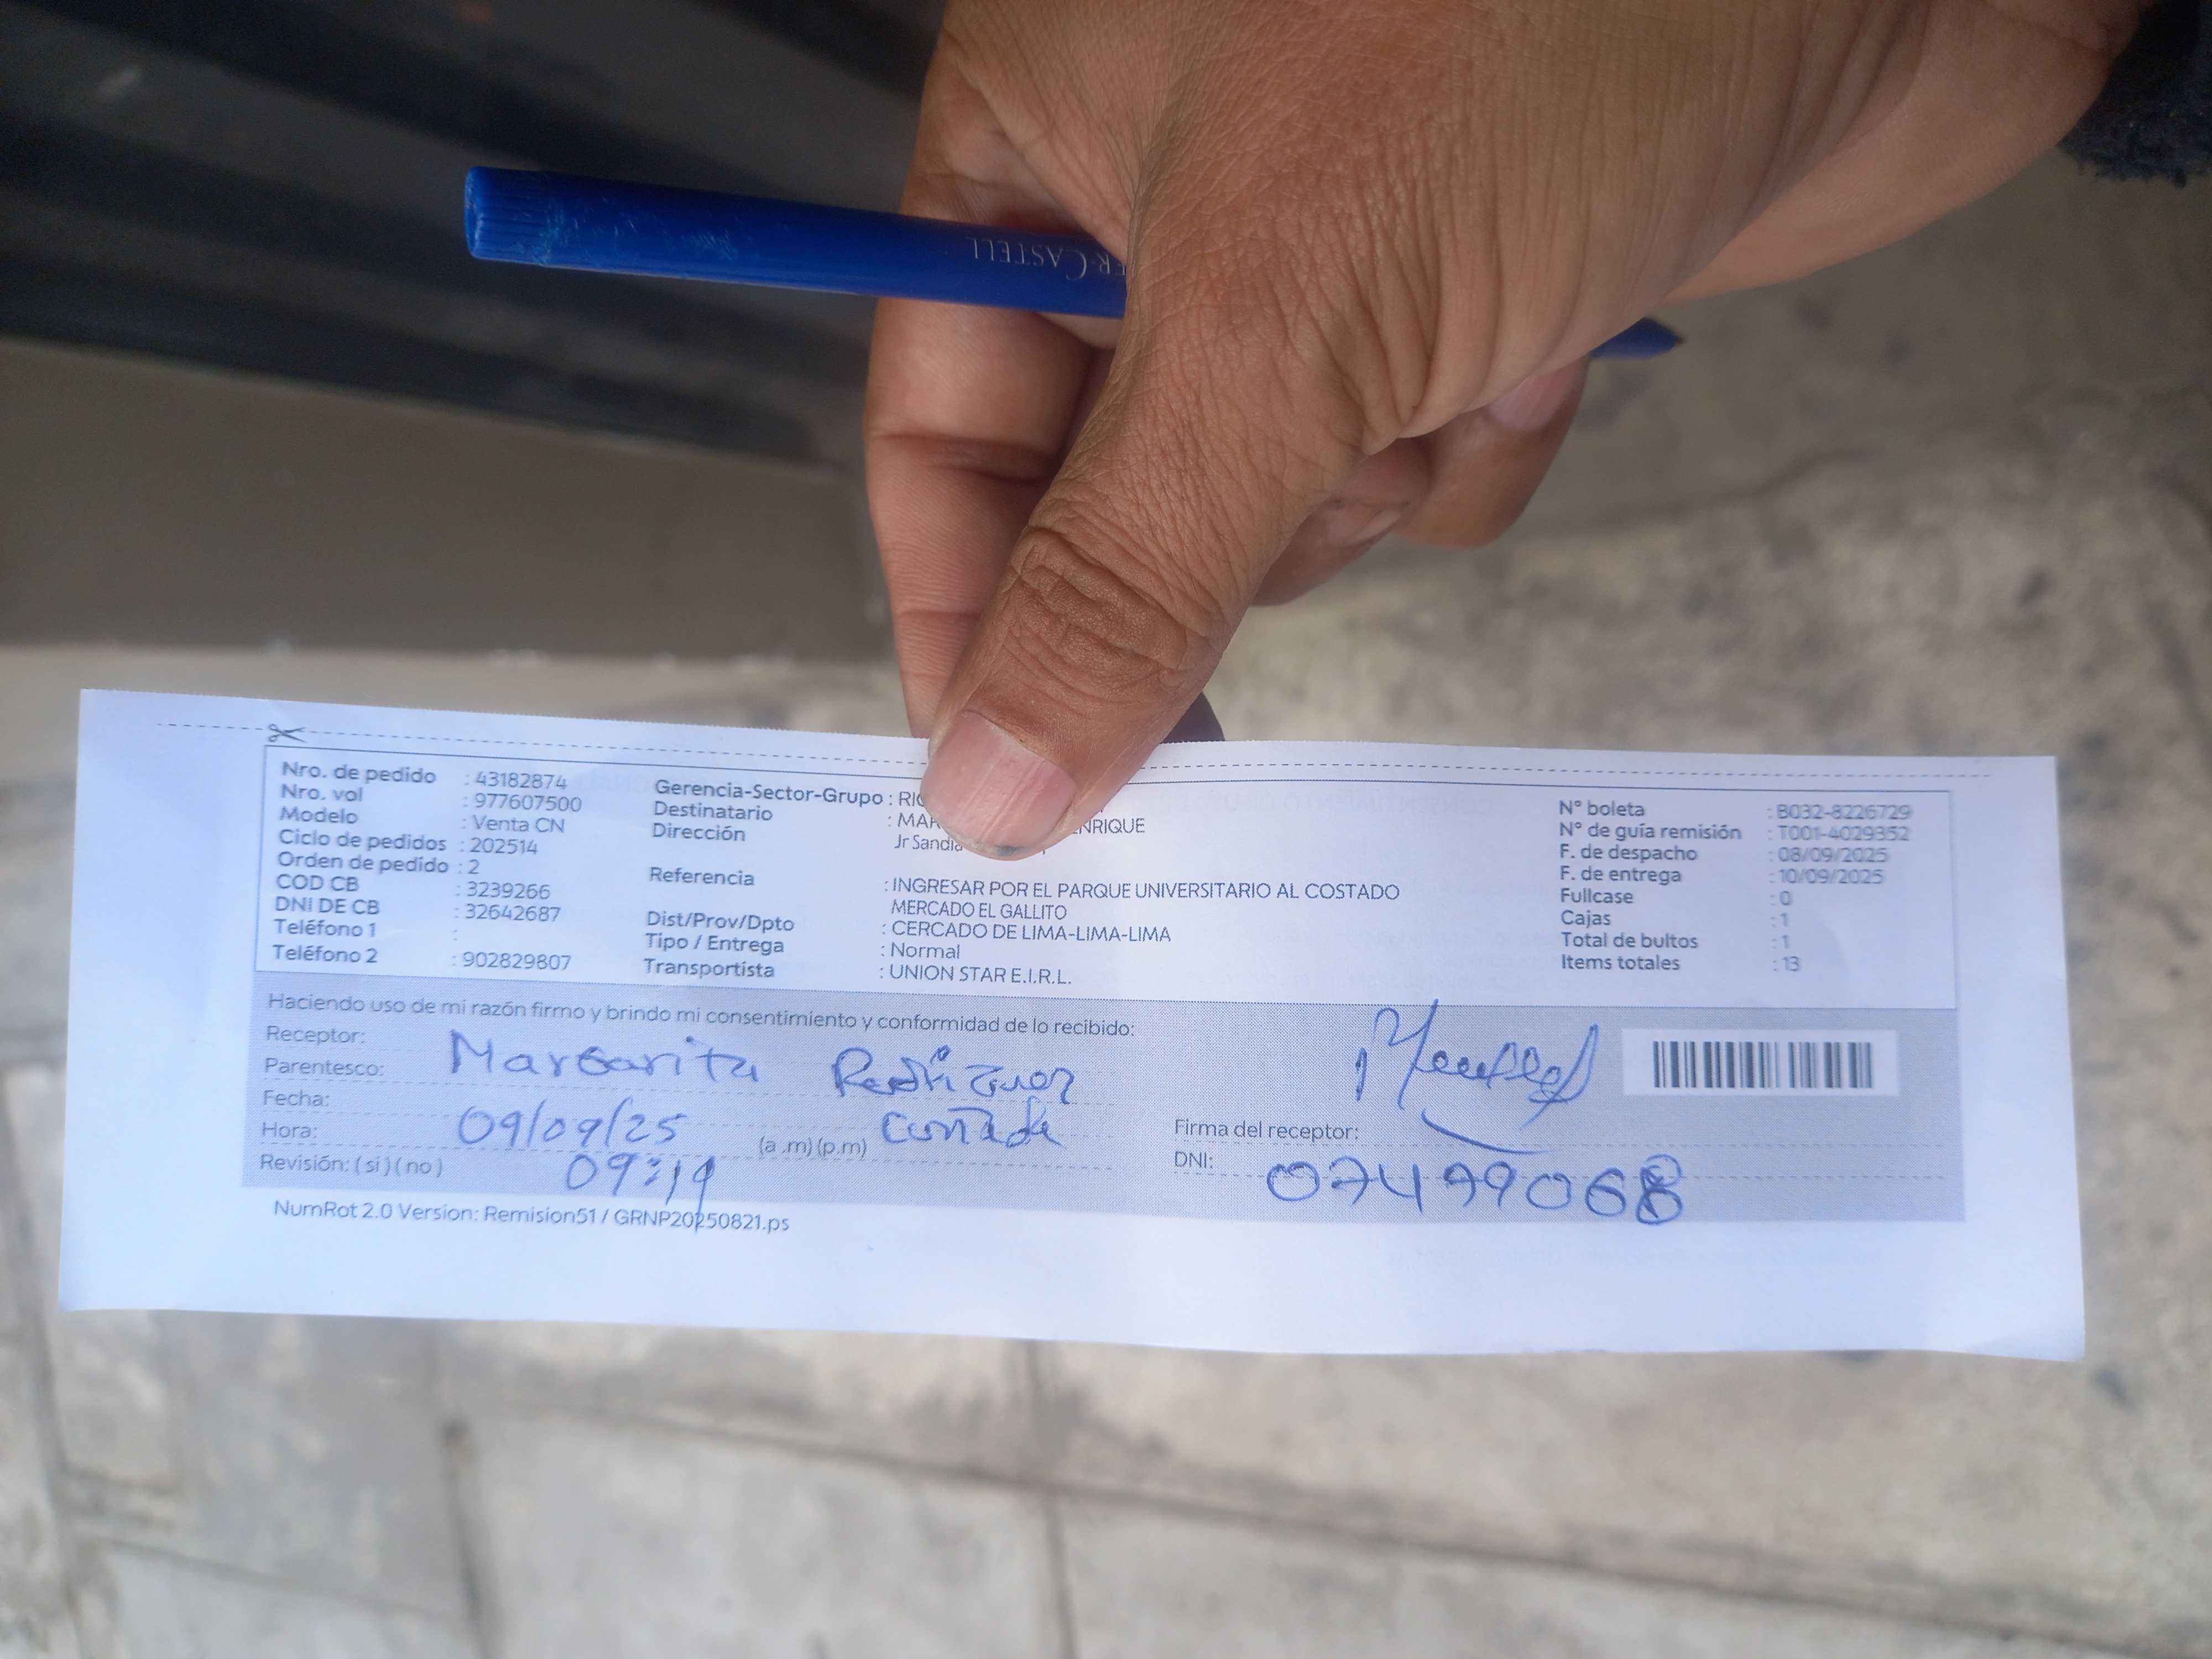 ER-CASTELL
Nro. de pedido : 43182874
Nro. vol : 977607500
Modelo : Venta CN
Ciclo de pedidos : 202514
Orden de pedido : 2
COD CB : 3239266
DNI DE CB : 32642687
Teléfono 1 :
Teléfono 2 : 902829807
Gerencia-Sector-Grupo :
Destinatario : NRIQUE
Dirección Jr Sandia
Referencia : INGRESAR POR EL PARQUE UNIVERSITARIO AL COSTADO
MERCADO EL GALLITO
Dist/Prov/Dpto : CERCADO DE LIMA-LIMA-LIMA
Tipo / Entrega : Normal
Transportista : UNION STAR E.I.R.L.
N° boleta : B032-8226729
N° de guía remisión : T001-4029352
F. de despacho : 08/09/2025
F. de entrega : 10/09/2025
Fullcase : 0
Cajas : 1
Total de bultos : 1
Items totales : 13
Haciendo uso de mi razón firmo y brindo mi consentimiento y conformidad de lo recibido:
Receptor:
Parentesco: Margarita
Fecha: 09/09/25
Hora: (a .m) (p.m)
Revisión: ( si ) ( no ) 09:19
Firma del receptor:
DNI: 07499068
NumRot 2.0 Version: Remision51 / GRNP20250821.ps